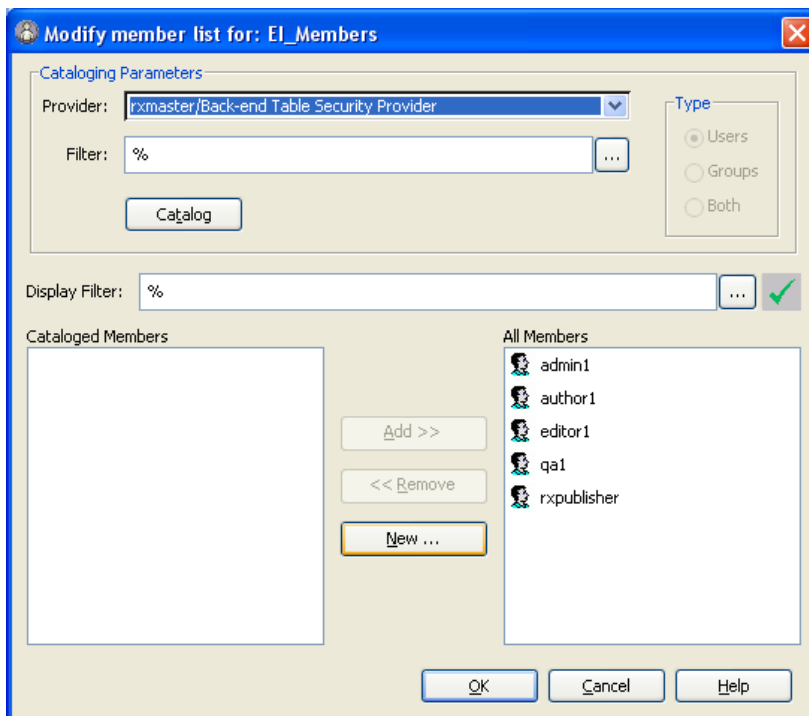 Modify member list for: EI_Members
Cataloging Parameters
Provider: rxmaster/Back-end Table Security Provider
Type
Users
Filter: % ...
Groups
Catalog
Both
Display Filter: % ...
Cataloged Members
All Members
admin1
author1
Add >>
editor1
qa1
<< Remove
rxpublisher
New ...
OK Cancel Help